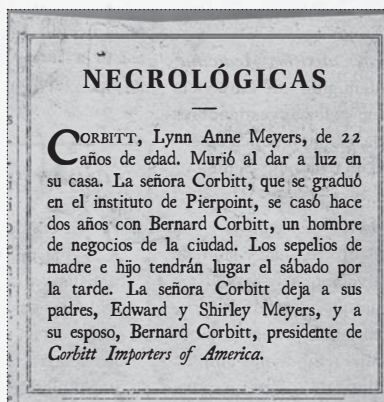 NECROLÓGICAS
CORBITT, Lynn Anne Meyers, de 22
años de edad. Murió al dar a luz en
su casa. La señora Corbitt, que se graduó
en el instituto de Pierpoint, se casó hace
dos años con Bernard Corbitt, un hombre
de negocios de la ciudad. Los sepelios de
madre e hijo tendrán lugar el sábado por
la tarde. La señora Corbitt deja a sus
padres, Edward y Shirley Meyers, y a
su esposo, Bernard Corbitt, presidente de
Corbitt Importers of America.